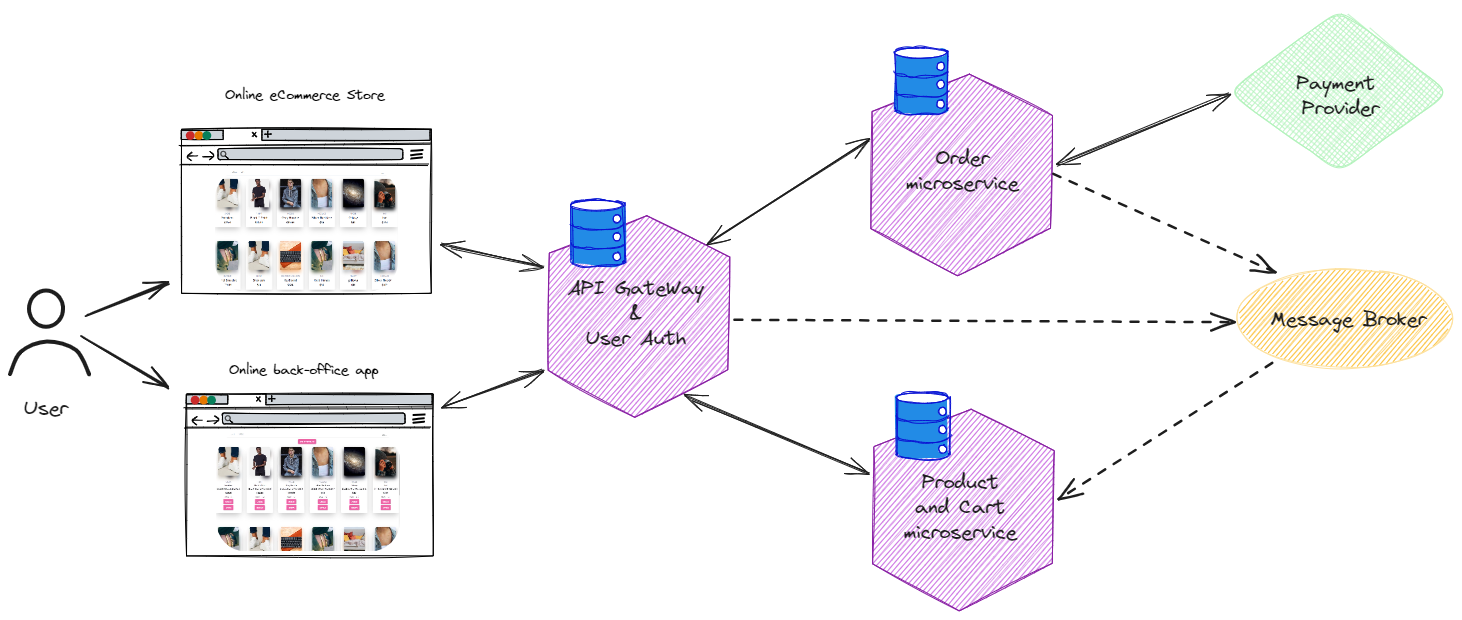 Online eCommerce Store
Online back-office app
User
API GateWay
&
User Auth
Order
microservice
Product
and Cart
microservice
Payment
Provider
Message Broker